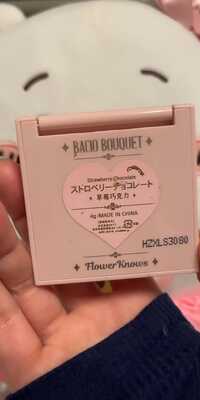 BACIO BOUQUET
Strawberry Chocolate
ストロベリーチョコレート
草莓巧克力
4g MADE IN CHINA
HZXLS3080
Flower Knows